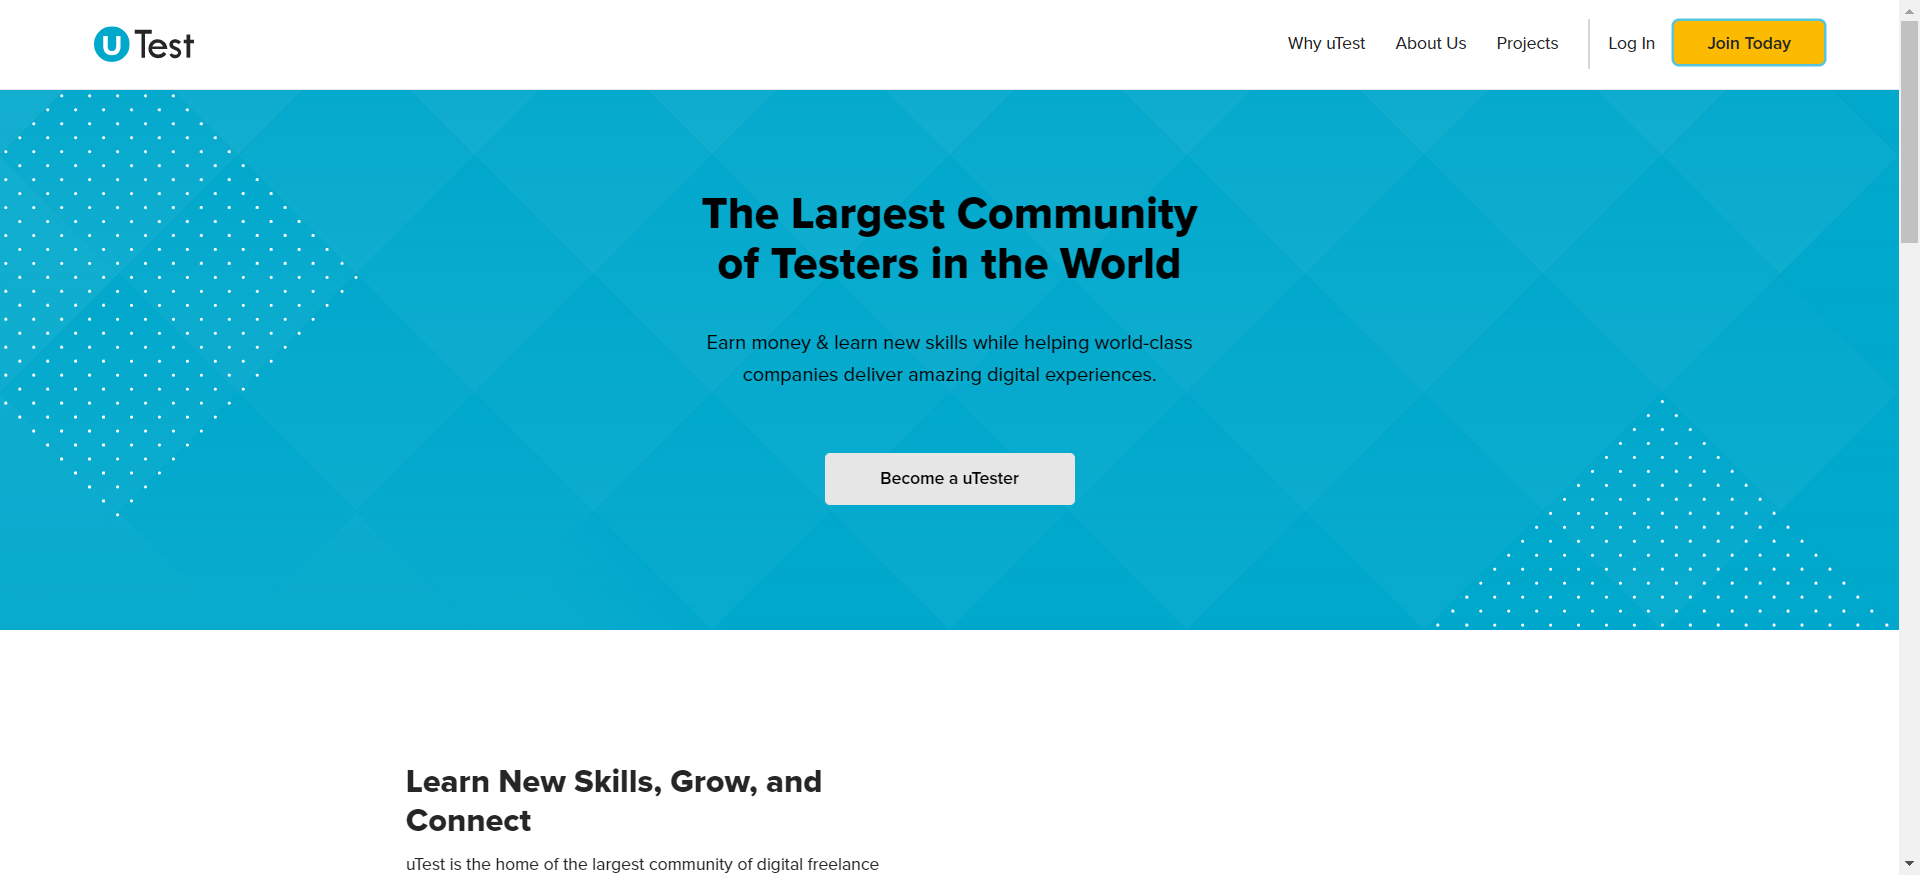 uTest
Why uTest
About Us
Projects
Log In
Join Today
The Largest Community
of Testers in the World
Earn money & learn new skills while helping world-class
companies deliver amazing digital experiences.
Become a uTester
Learn New Skills, Grow, and
Connect
uTest is the home of the largest community of digital freelance